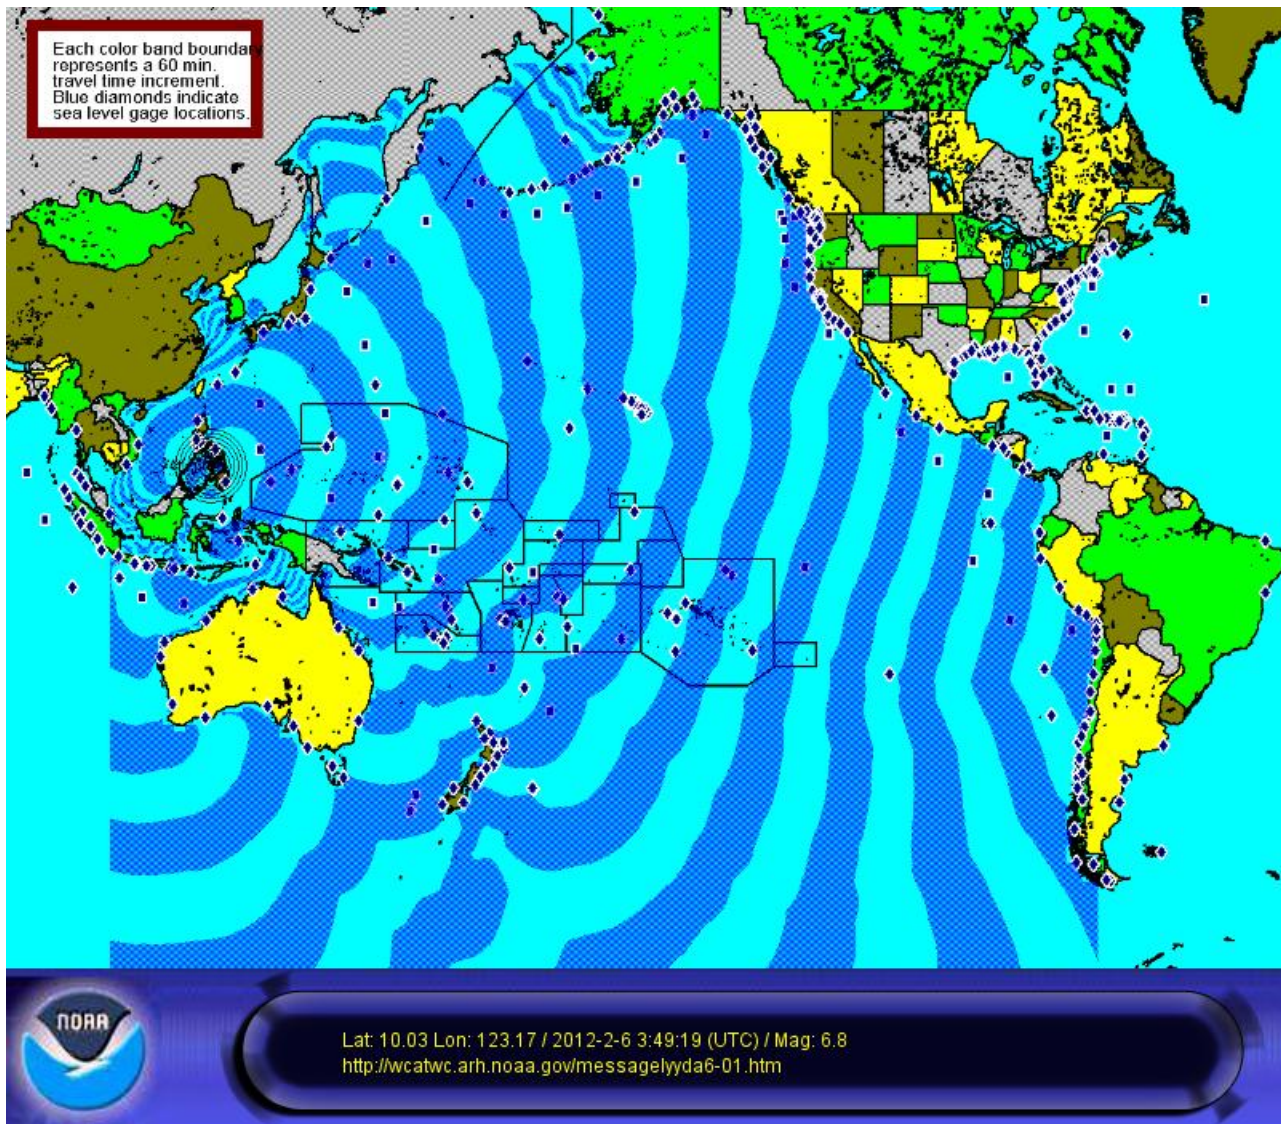 Each color band boundary
represents a 60 min.
travel time increment.
Blue diamonds indicate
sea level gage locations.
NOAA
Lat: 10.03 Lon: 123.17 / 2012-2-6 3:49:19 (UTC) / Mag: 6.8
http://wcatwc.arh.noaa.gov/messagelyyda6-01.htm